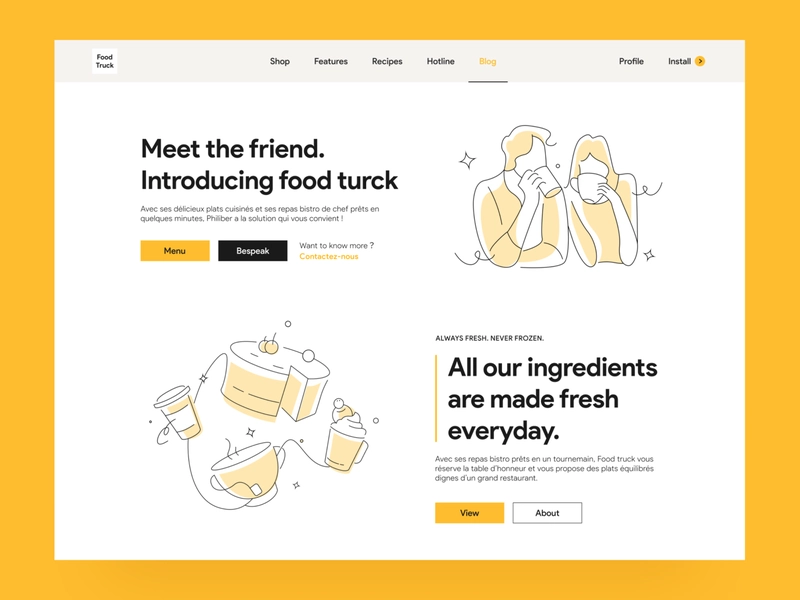 Food
Truck
Shop
Features
Recipes
Hotline
Blog
Profile
Install
Meet the friend.
Introducing food turck
Avec ses délicieux plats cuisinés et ses repas bistro de chef prêts en
quelques minutes, Philiber a la solution qui vous convient !
Menu
Bespeak
Want to know more ?
Contactez-nous
ALWAYS FRESH. NEVER FROZEN.
All our ingredients
are made fresh
everyday.
Avec ses repas bistro prêts en un tournemain, Food truck vous
réserve la table d'honneur et vous propose des plats équilibrés
dignes d'un grand restaurant.
View
About